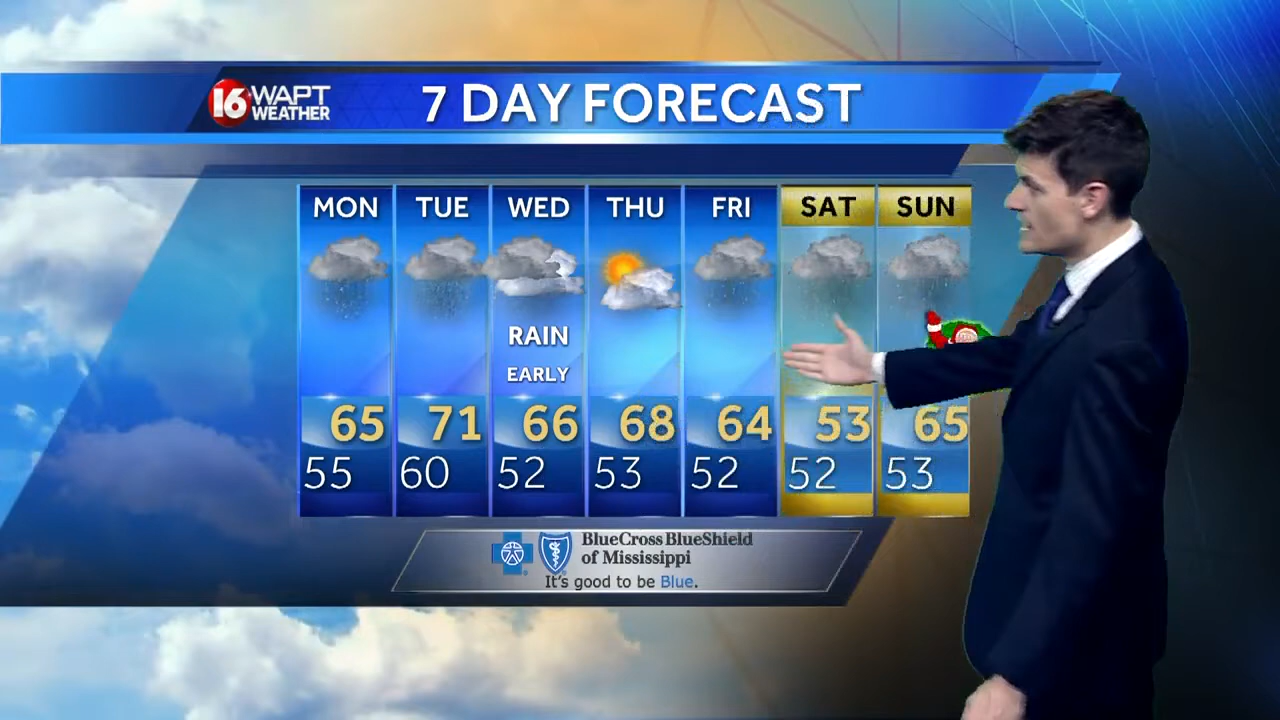 16 WAPT
WEATHER
7 DAY FORECAST
MON TUE WED THU FRI SAT SUN
RAIN
EARLY
65 71 66 68 64 53 65
55 60 52 53 52 52 53
BlueCross BlueShield
of Mississippi
It's good to be Blue.